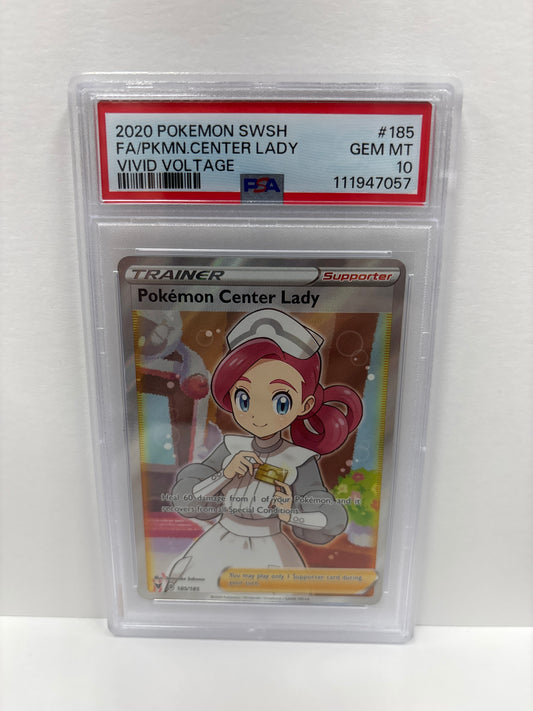 2020 POKEMON SWSH #185
FA/PKMN.CENTER LADY GEM MT
VIVID VOLTAGE 10
PSA 111947057
TRAINER Supporter
Pokémon Center Lady
Heal 60 damage from 1 of your Pokémon, and it
recovers from all Special Conditions.
You may play only 1 Supporter card during
your turn.
185/185